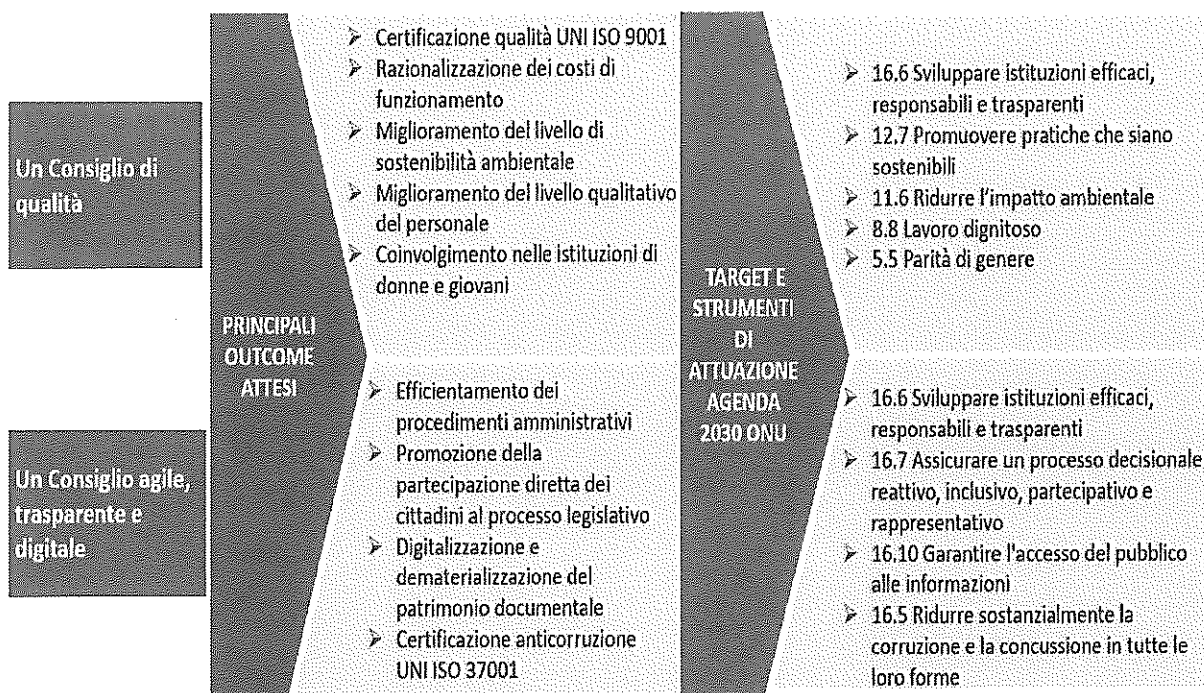 Un Consiglio di
qualità
PRINCIPALI
OUTCOME
ATTESI
➢ Certificazione qualità UNI ISO 9001
➢ Razionalizzazione dei costi di
funzionamento
➢ Miglioramento del livello di
sostenibilità ambientale
➢ Miglioramento del livello qualitativo
del personale
➢ Coinvolgimento nelle istituzioni di
donne e giovani
TARGET E
STRUMENTI
DI
ATTUAZIONE
AGENDA
2030 ONU
➢ 16.6 Sviluppare istituzioni efficaci,
responsabili e trasparenti
➢ 12.7 Promuovere pratiche che siano
sostenibili
➢ 11.6 Ridurre l'impatto ambientale
➢ 8.8 Lavoro dignitoso
➢ 5.5 Parità di genere
Un Consiglio agile,
trasparente e
digitale
➢ Efficientamento dei
procedimenti amministrativi
➢ Promozione della
partecipazione diretta dei
cittadini al processo legislativo
➢ Digitalizzazione e
dematerializzazione del
patrimonio documentale
➢ Certificazione anticorruzione
UNI ISO 37001
➢ 16.6 Sviluppare istituzioni efficaci,
responsabili e trasparenti
➢ 16.7 Assicurare un processo decisionale
reattivo, inclusivo, partecipativo e
rappresentativo
➢ 16.10 Garantire l'accesso del pubblico
alle informazioni
➢ 16.5 Ridurre sostanzialmente la
corruzione e la concussione in tutte le
loro forme